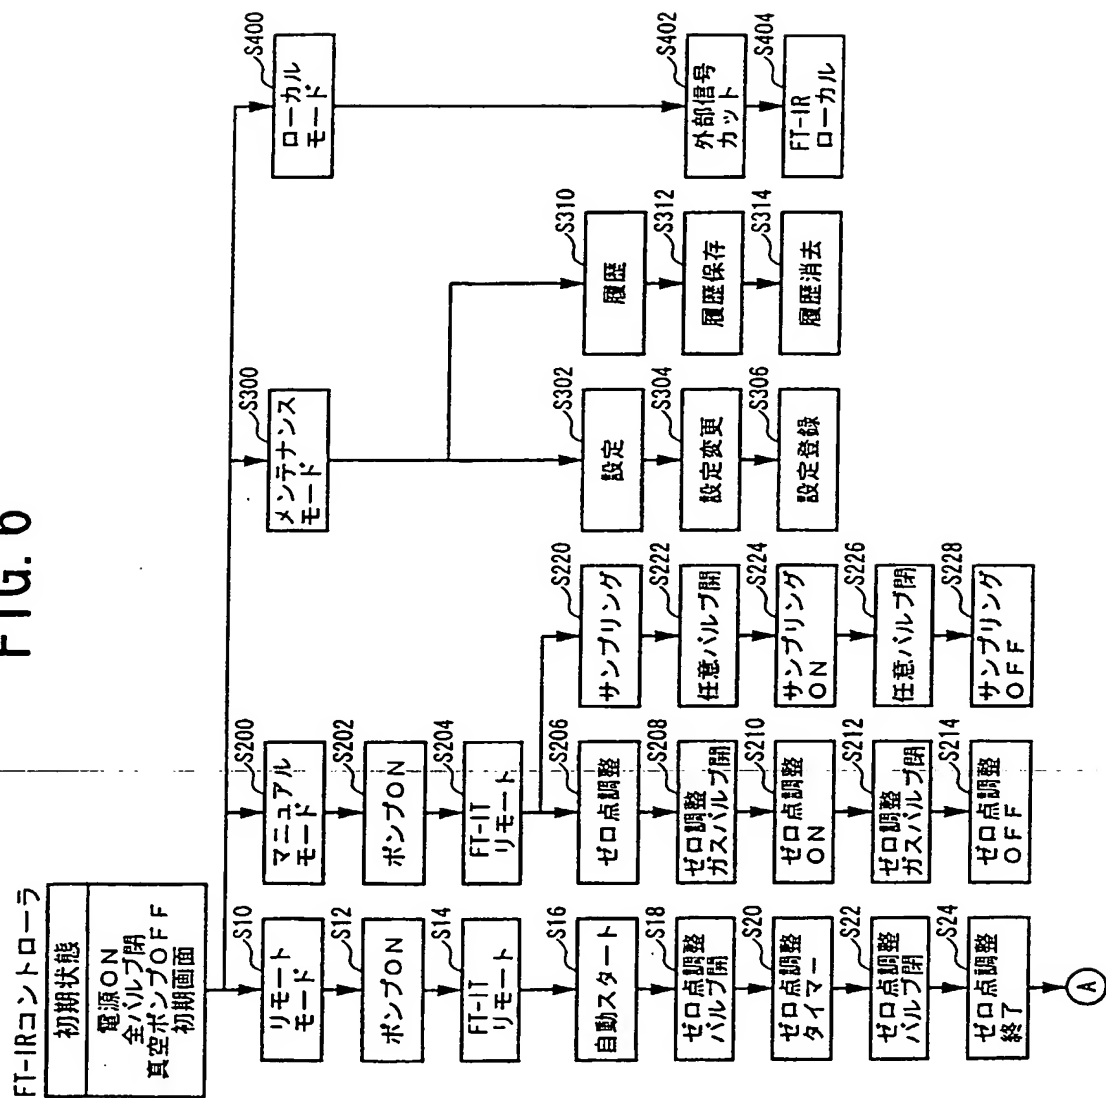 FIG. 6
FT-IRコントローラ
初期状態
電源ON
全バルブ閉
真空ポンプOFF
初期画面
S10
リモート
モード
S12
ポンプON
S14
FT-IT
リモート
S16
自動スタート
S18
ゼロ点調整
バルブ開
S20
ゼロ点調整
タイマー
S22
ゼロ点調整
バルブ閉
S24
ゼロ点調整
終了
A
S200
マニュアル
モード
S202
ポンプON
S204
FT-IT
リモート
S206
ゼロ点調整
S208
ゼロ調整
ガスバルブ開
S210
ゼロ点調整
ON
S212
ゼロ調整
ガスバルブ閉
S214
ゼロ点調整
OFF
S220
サンプリング
S222
任意バルブ開
S224
サンプリング
ON
S226
任意バルブ閉
S228
サンプリング
OFF
S300
メンテナンス
モード
S302
設定
S304
設定変更
S306
設定登録
S310
履歴
S312
履歴保存
S314
履歴消去
S400
ローカル
モード
S402
外部信号
カット
S404
FT-IR
ローカル